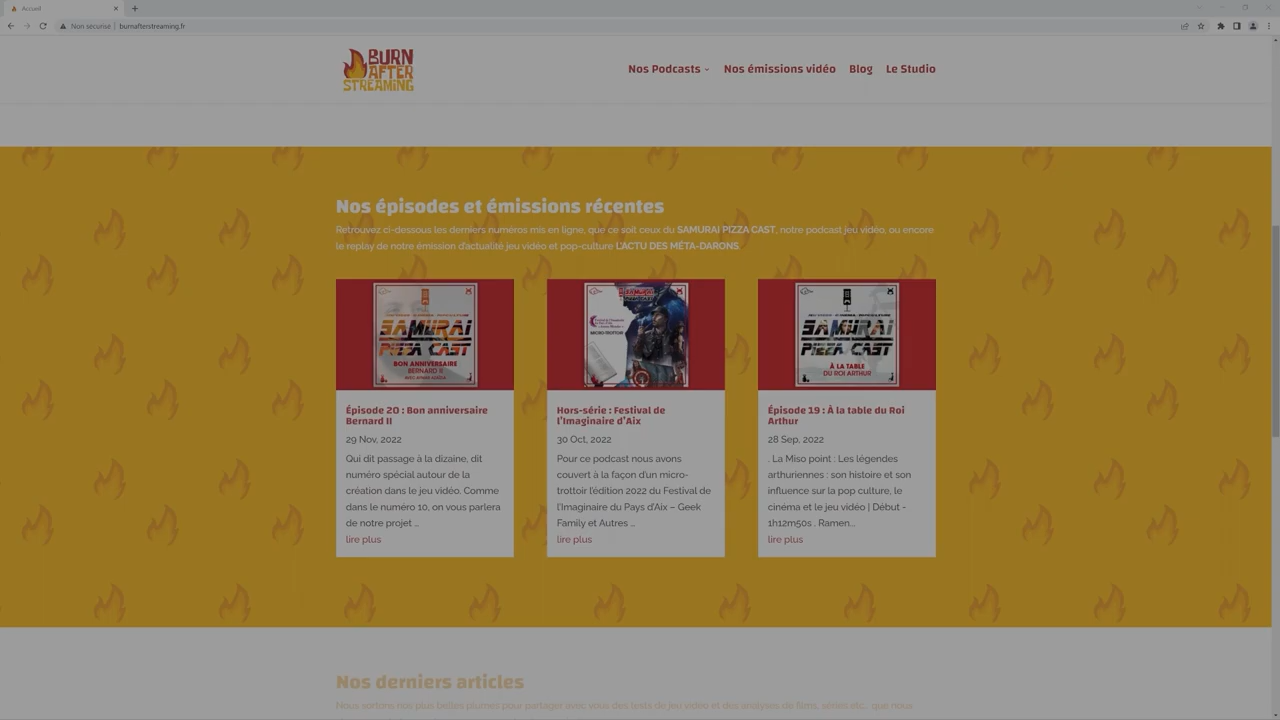 Accueil
Non sécurisé
burnafterstreaming.fr
BURN
AFTER
STREAMING
Nos Podcasts
Nos émissions vidéo
Blog
Le Studio
Nos épisodes et émissions récentes
Retrouvez ci-dessous les derniers numéros mis en ligne, que ce soit ceux du SAMURAI PIZZA CAST, notre podcast jeu vidéo, ou encore
le replay de notre émission d'actualité jeu vidéo et pop-culture L'ACTU DES MÉTA-DARONS
SAMURAI
PIZZA CAST
BON ANNIVERSAIRE
BERNARD II
Épisode 20 : Bon anniversaire
Bernard II
29 Nov, 2022
Qui dit passage à la dizaine, dit
numéro spécial autour de la
création dans le jeu vidéo. Comme
dans le numéro 10, on vous parlera
de notre projet ...
lire plus
MICRO-TROTTOIR
Hors-série : Festival de
l'Imaginaire d'Aix
30 Oct, 2022
Pour ce podcast nous avons
couvert à la façon d'un micro-
trottoir l'édition 2022 du Festival de
l'Imaginaire du Pays d'Aix – Geek
Family et Autres ...
lire plus
SAMURAI
PIZZA CAST
À LA TABLE
DU ROI ARTHUR
Épisode 19 : À la table du Roi
Arthur
28 Sep, 2022
. La Miso point : Les légendes
arthuriennes : son histoire et son
influence sur la pop culture, le
cinéma et le jeu vidéo | Début -
1h12m50s . Ramen...
lire plus
Nos derniers articles
Nous sortons nos plus belles plumes pour partager avec vous des tests de jeu vidéo et des analyses de films, séries etc... que nous